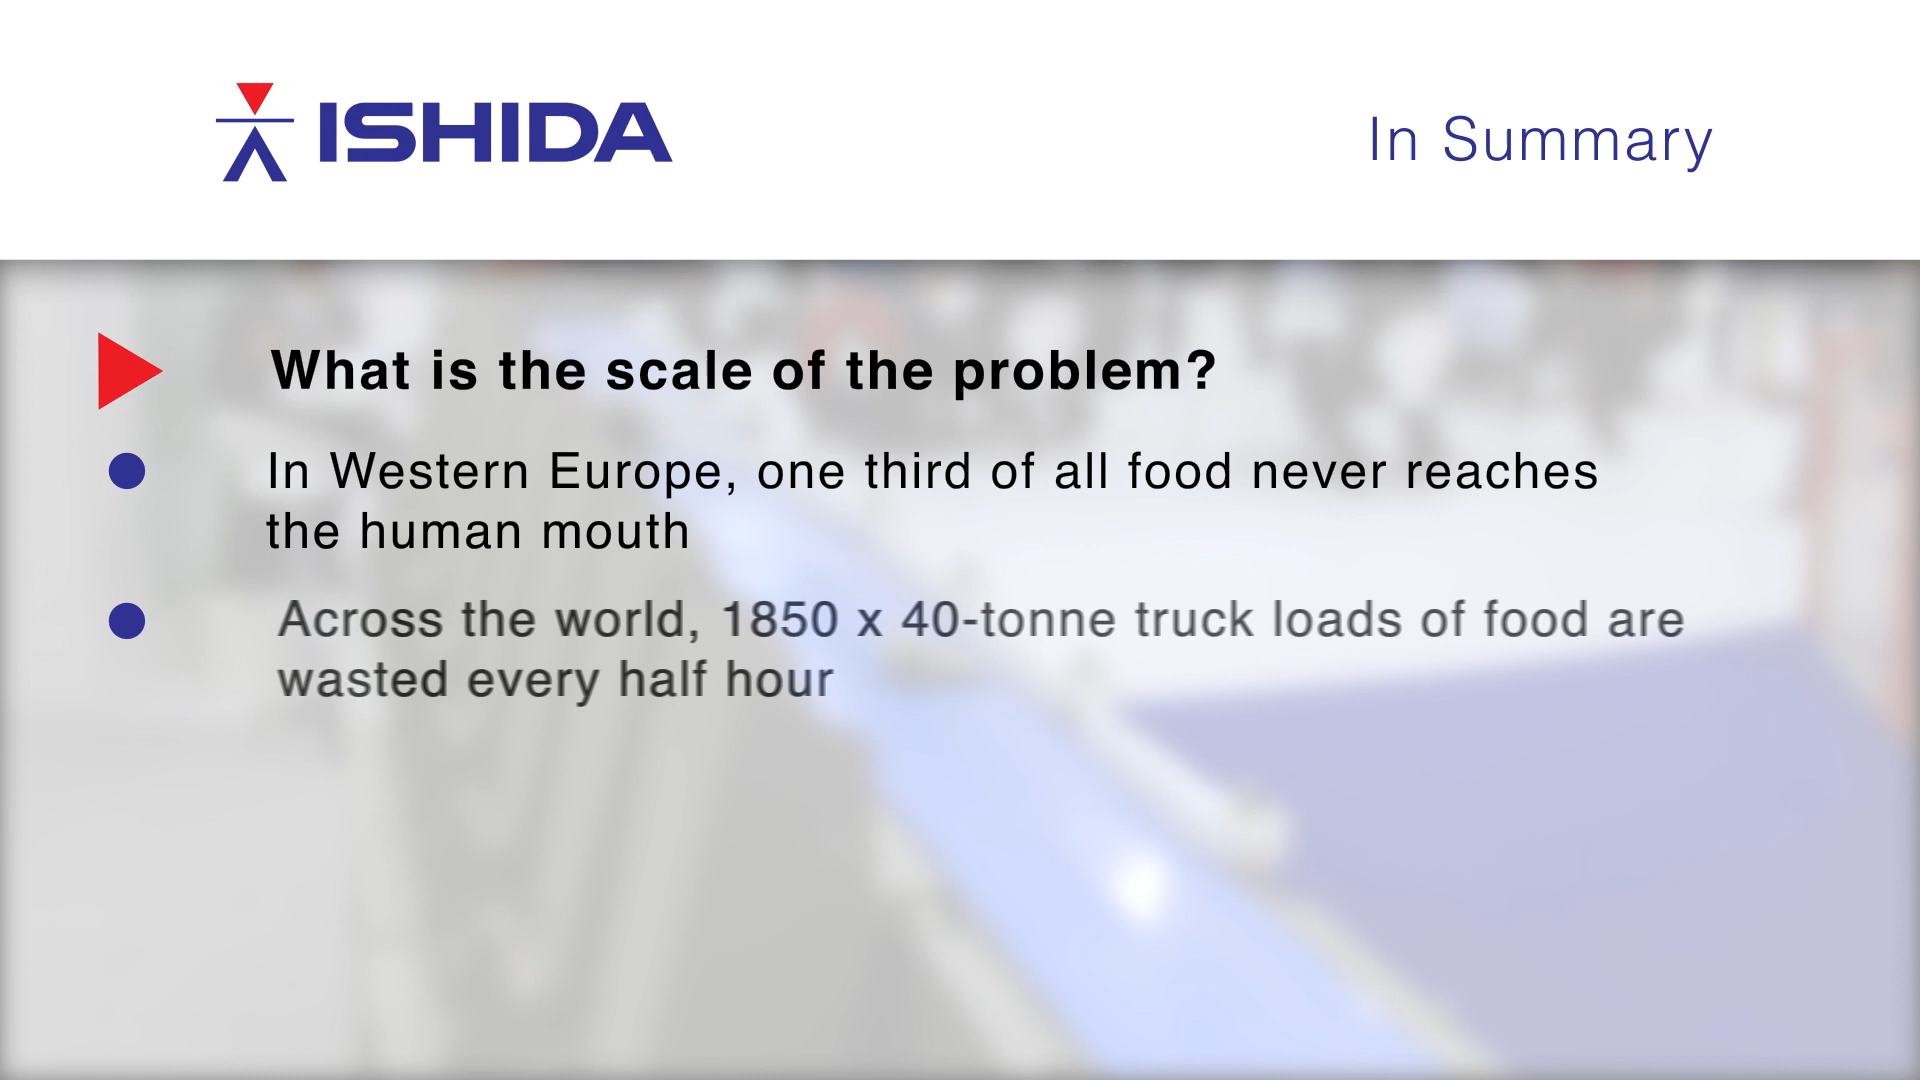 ISHIDA
In Summary
What is the scale of the problem?
In Western Europe, one third of all food never reaches
the human mouth
Across the world, 1850 x 40-tonne truck loads of food are
wasted every half hour